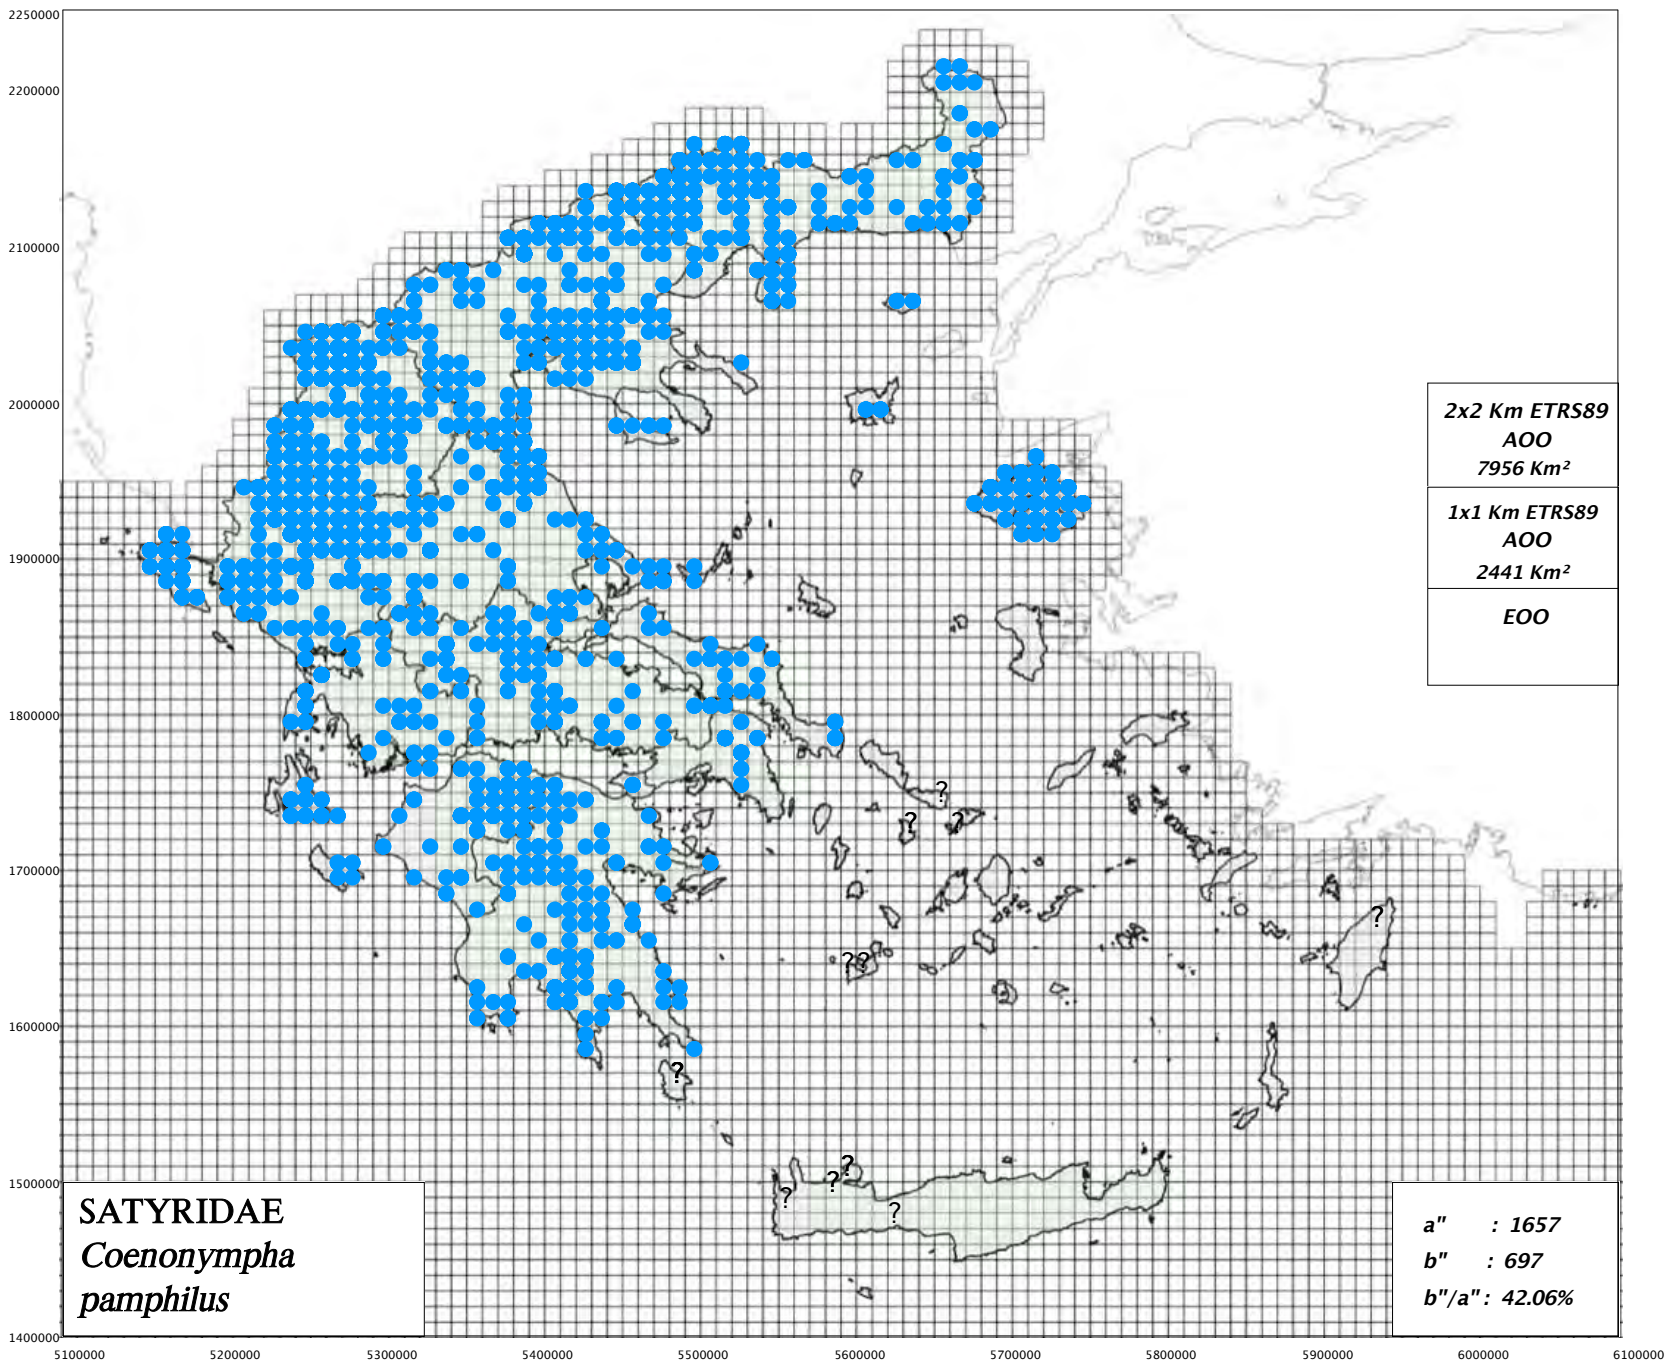 2250000
2200000
2100000
2000000
1900000
1800000
1700000
1600000
1500000
1400000
2x2 Km ETRS89
AOO
7956 Km²
1x1 Km ETRS89
AOO
2441 Km²
EOO
?
?
?
?
??
?
?
?
?
?
SATYRIDAE
Coenonympha
pamphilus
a" : 1657
b" : 697
b"/a" : 42.06%
5100000 5200000 5300000 5400000 5500000 5600000 5700000 5800000 5900000 6000000 6100000